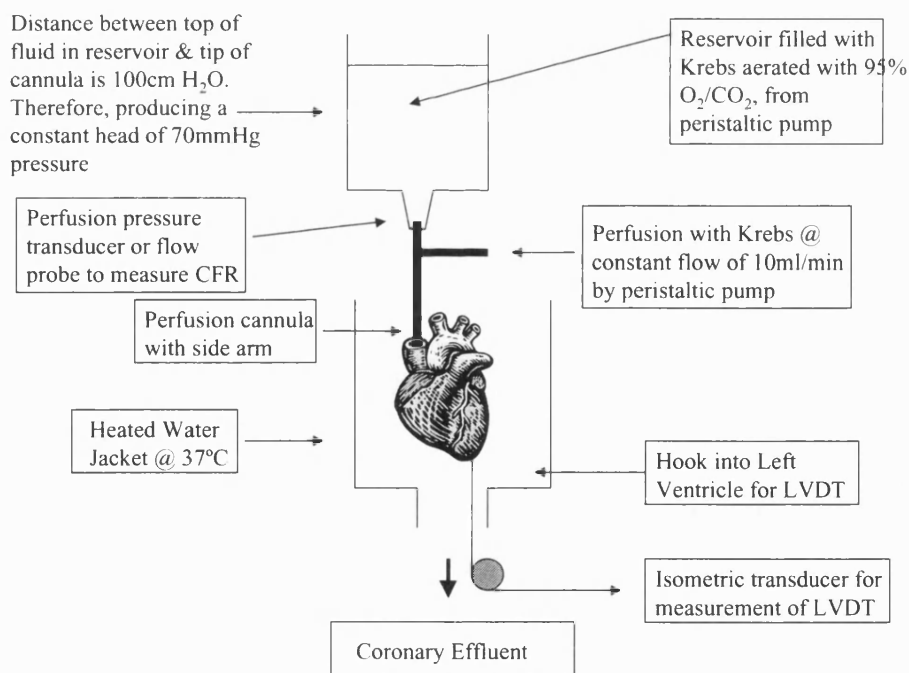 Distance between top of
fluid in reservoir & tip of
cannula is 100cm H₂O.
Therefore, producing a
constant head of 70mmHg
pressure
Reservoir filled with
Krebs aerated with 95%
O₂/CO₂, from
peristaltic pump
Perfusion pressure
transducer or flow
probe to measure CFR
Perfusion with Krebs @
constant flow of 10ml/min
by peristaltic pump
Perfusion cannula
with side arm
Heated Water
Jacket @ 37ºC
Hook into Left
Ventricle for LVDT
Isometric transducer for
measurement of LVDT
Coronary Effluent